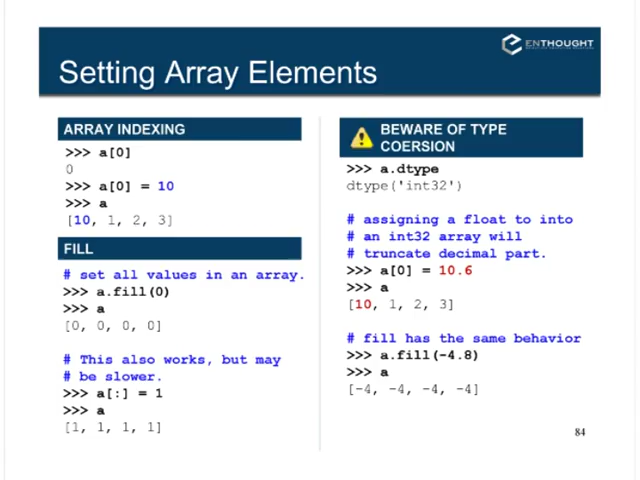 ENTHOUGHT
Setting Array Elements
ARRAY INDEXING
>>> a[0]
0
>>> a[0] = 10
>>> a
[10, 1, 2, 3]
FILL
# set all values in an array.
>>> a.fill(0)
>>> a
[0, 0, 0, 0]
# This also works, but may
# be slower.
>>> a[:] = 1
>>> a
[1, 1, 1, 1]
BEWARE OF TYPE
COERSION
>>> a.dtype
dtype('int32')
# assigning a float to into
# an int32 array will
# truncate decimal part.
>>> a[0] = 10.6
>>> a
[10, 1, 2, 3]
# fill has the same behavior
>>> a.fill(-4.8)
>>> a
[-4, -4, -4, -4]
84